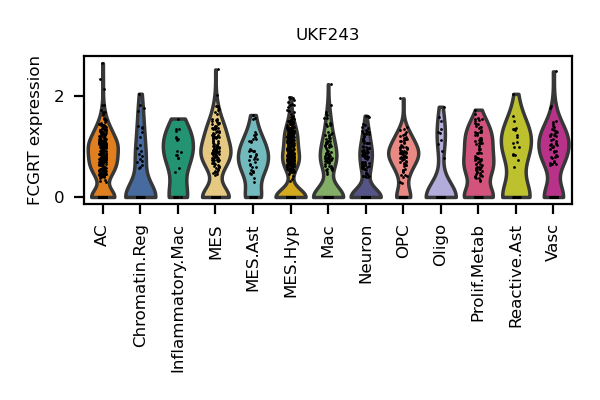 UKF243
FCGRT expression
2
0
AC
Chromatin.Reg
Inflammatory.Mac
MES
MES.Ast
MES.Hyp
Mac
Neuron
OPC
Oligo
Prolif.Metab
Reactive.Ast
Vasc